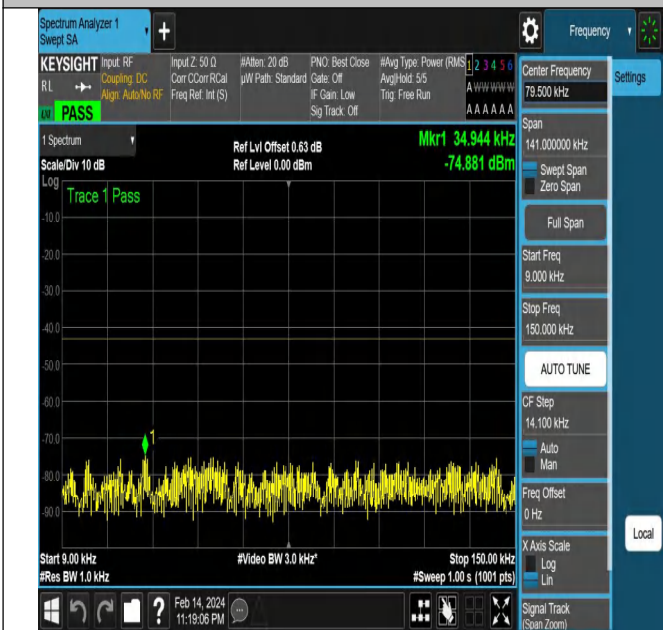 Spectrum Analyzer 1
Swept SA
+
Frequency
KEYSIGHT
Input: RF
Coupling: DC
Align: Auto/No RF
Input Z: 50 Ω
Corr CCorr RCal
Freq Ref: Int (S)
#Atten: 20 dB
µW Path: Standard
PNO: Best Close
Gate: Off
IF Gain: Low
Sig Track: Off
#Avg Type: Power (RMS
Avg|Hold: 5/5
Trig: Free Run
1 2 3 4 5 6
A W W W W W
A A A A A A
R L
LXI
PASS
1 Spectrum
Scale/Div 10 dB
Ref Lvl Offset 0.63 dB
Ref Level 0.00 dBm
Mkr1 34.944 kHz
-74.881 dBm
Log
Trace 1 Pass
-10.0
-20.0
-30.0
-40.0
-50.0
-60.0
-70.0
-80.0
-90.0
1
Start 9.00 kHz
#Res BW 1.0 kHz
#Video BW 3.0 kHz*
Stop 150.00 kHz
#Sweep 1.00 s (1001 pts)
?
Feb 14, 2024
11:19:06 PM
Center Frequency
79.500 kHz
Settings
Span
141.000000 kHz
Swept Span
Zero Span
Full Span
Start Freq
9.000 kHz
Stop Freq
150.000 kHz
AUTO TUNE
CF Step
14.100 kHz
Auto
Man
Freq Offset
0 Hz
Local
X Axis Scale
Log
Lin
Signal Track
(Span Zoom)